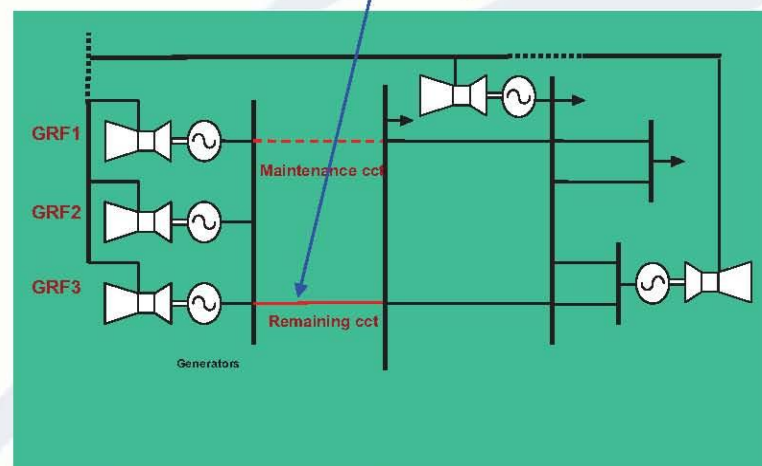 GRF1
Maintenance cct
GRF2
GRF3
Remaining cct
Generators